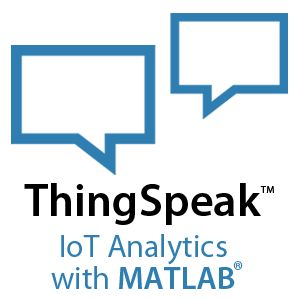 ThingSpeak™
IoT Analytics
with MATLAB®